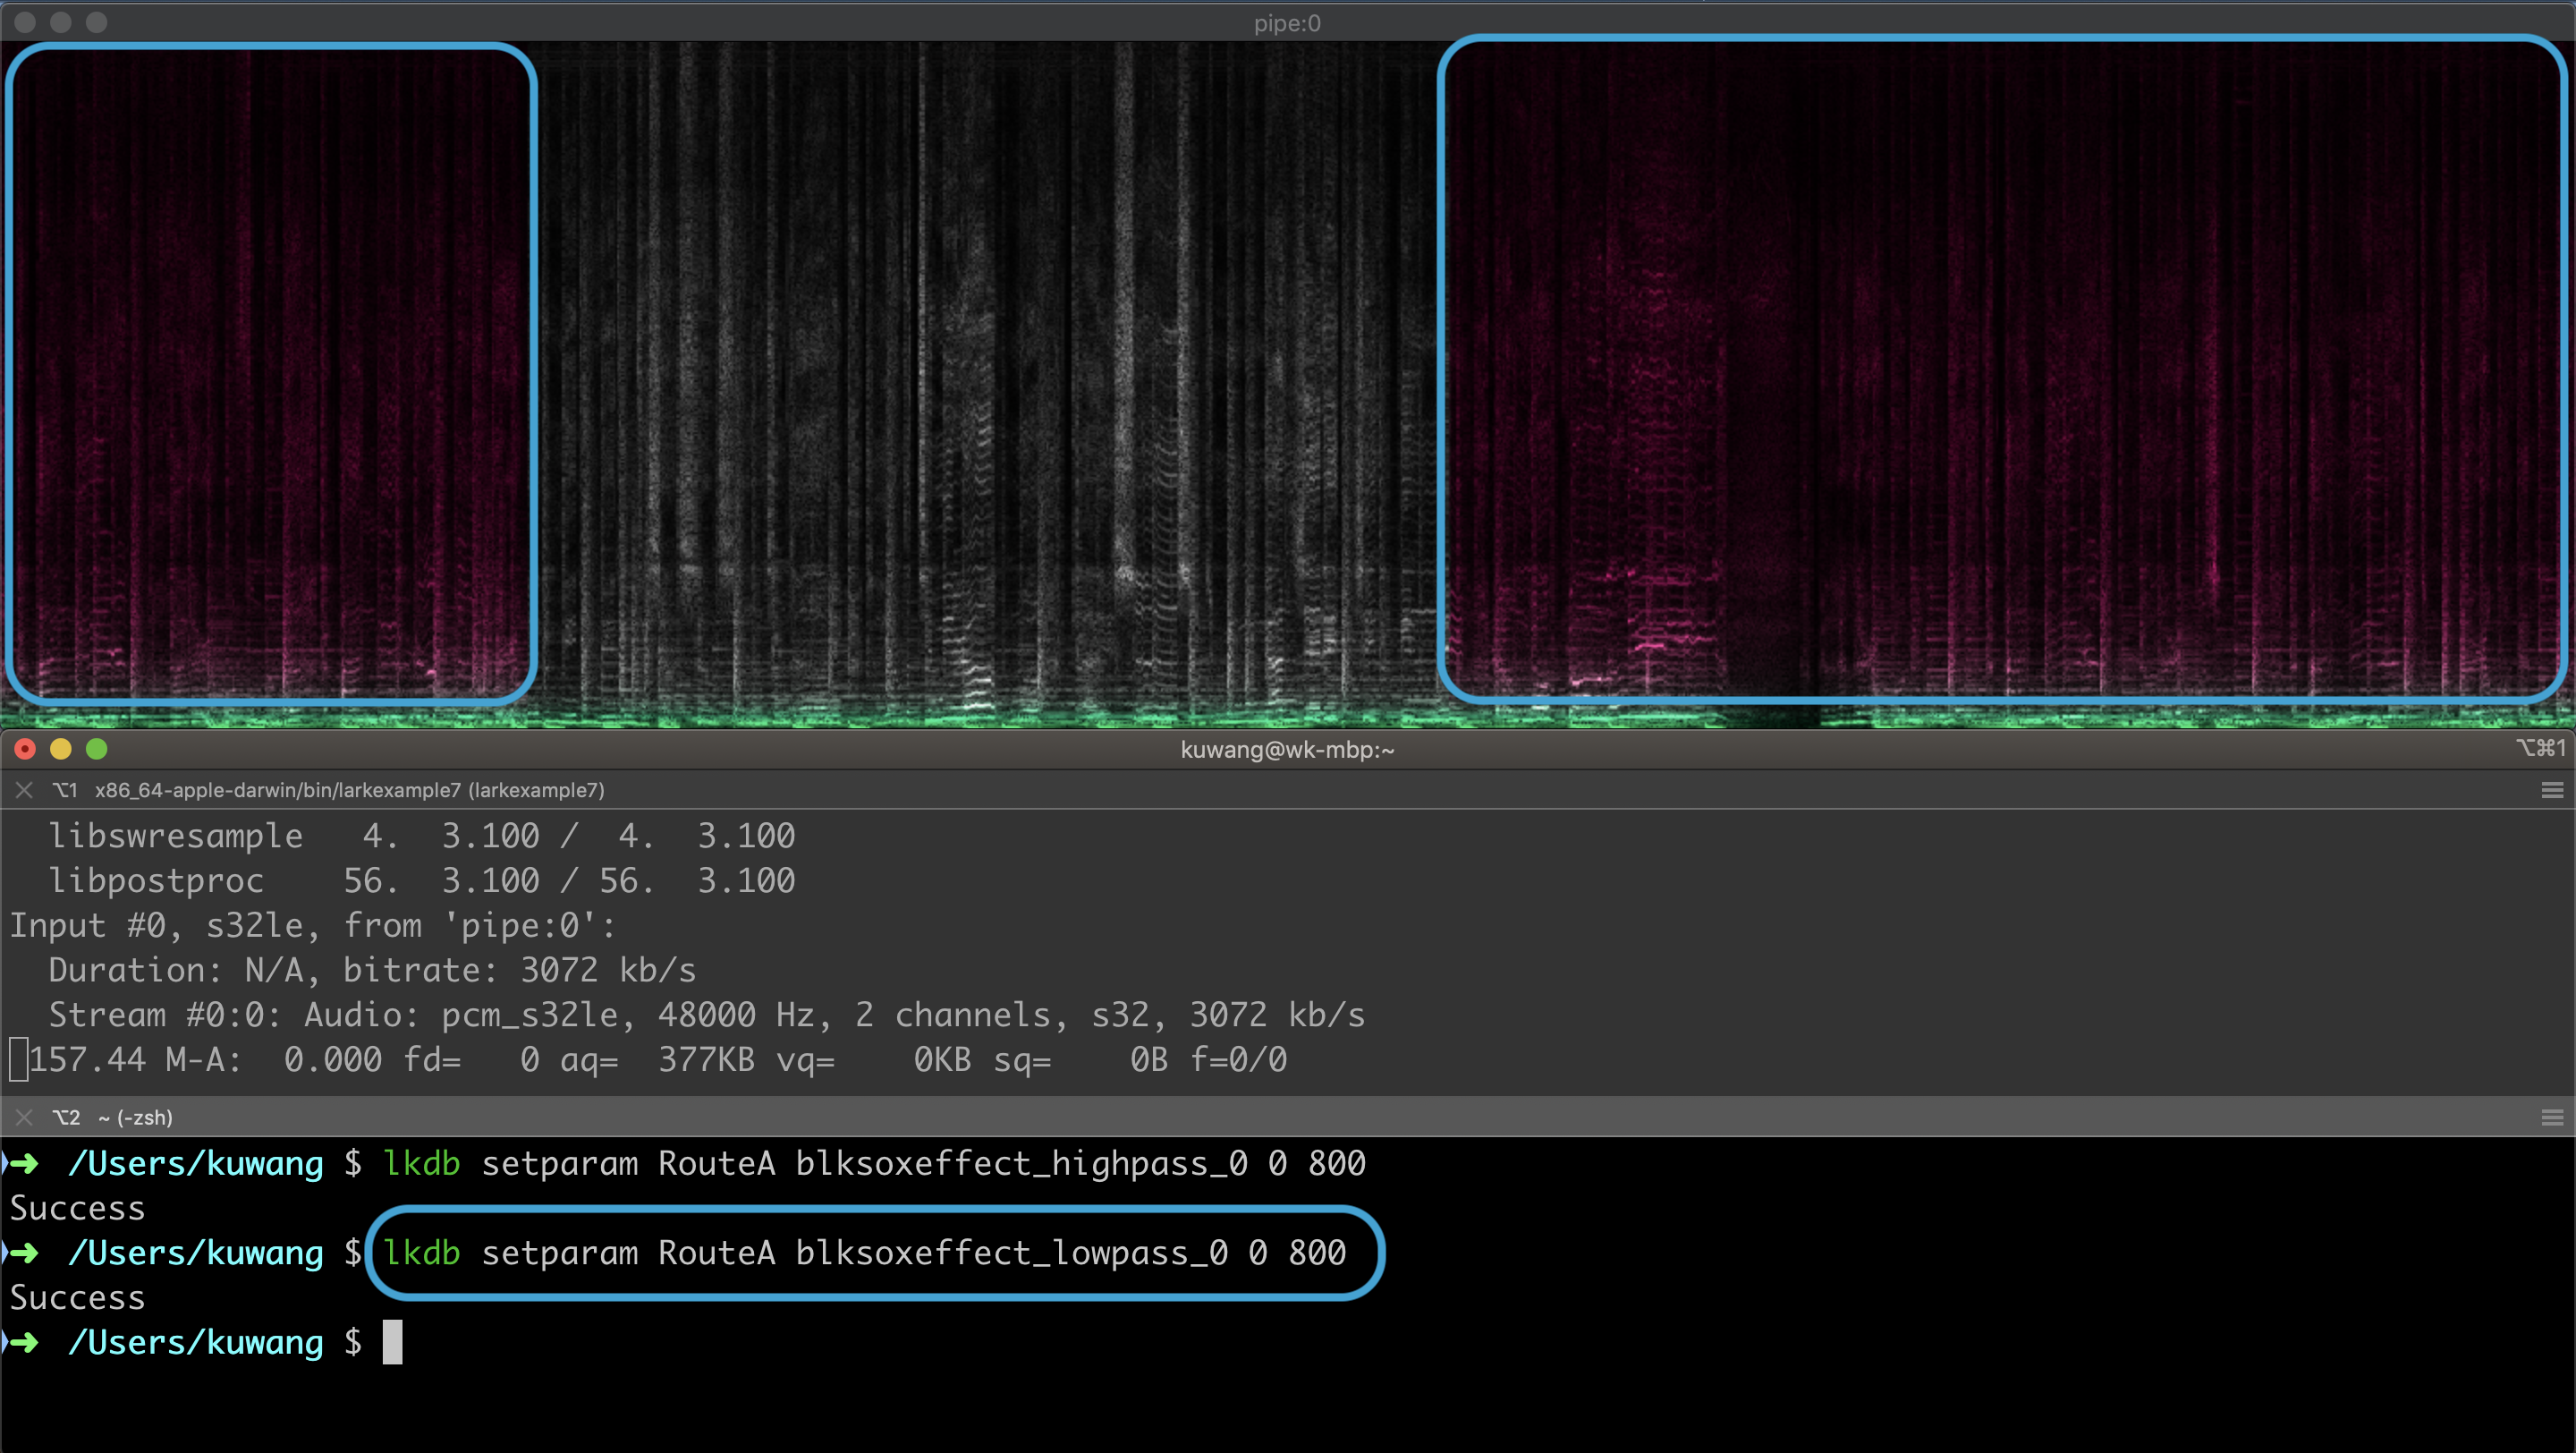 pipe:0
kuwang@wk-mbp:~
⌥⌘1
⌥1 x86_64-apple-darwin/bin/larkexample7 (larkexample7)
libswresample 4. 3.100 / 4. 3.100
libpostproc 56. 3.100 / 56. 3.100
Input #0, s32le, from 'pipe:0':
Duration: N/A, bitrate: 3072 kb/s
Stream #0:0: Audio: pcm_s32le, 48000 Hz, 2 channels, s32, 3072 kb/s
157.44 M-A: 0.000 fd= 0 aq= 377KB vq= 0KB sq= 0B f=0/0
⌥2 ~ (-zsh)
➜ /Users/kuwang $ lkdb setparam RouteA blksoxeffect_highpass_0 0 800
Success
➜ /Users/kuwang $ lkdb setparam RouteA blksoxeffect_lowpass_0 0 800
Success
➜ /Users/kuwang $